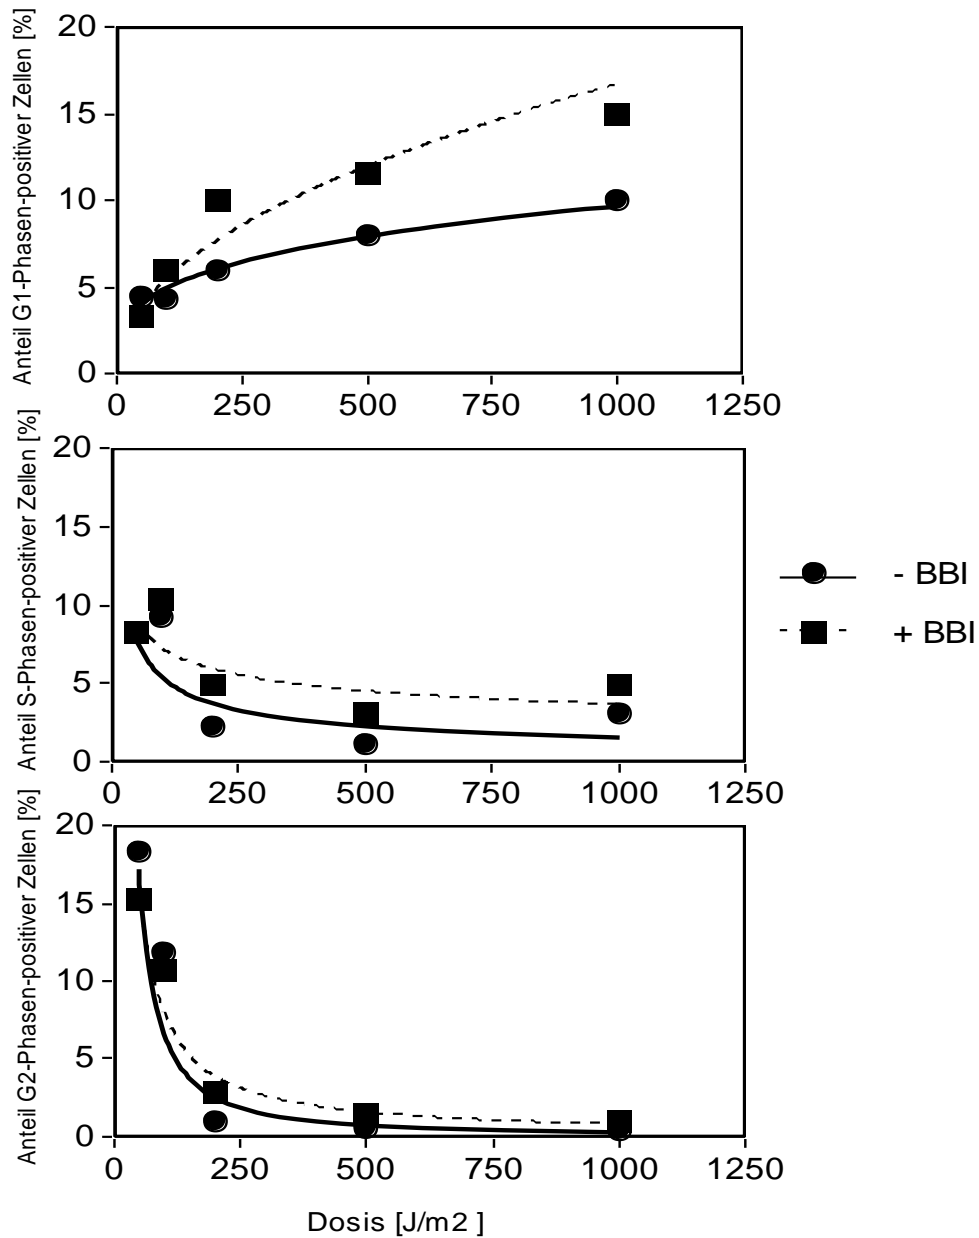 Anteil G1-Phasen-positiver Zellen [%]
20
15
10
5
0
0 250 500 750 1000 1250
Anteil S-Phasen-positiver Zellen [%]
20
15
10
5
0
0 250 500 750 1000 1250
- BBI
+ BBI
Anteil G2-Phasen-positiver Zellen [%]
20
15
10
5
0
0 250 500 750 1000 1250
Dosis [J/m2 ]